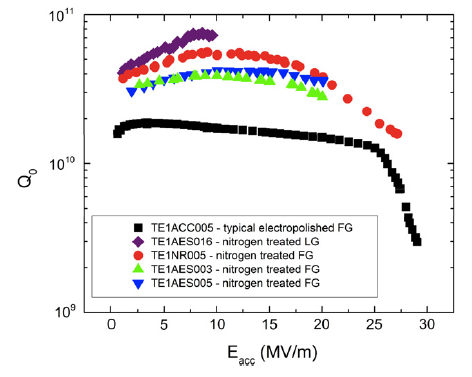 10¹¹
10¹⁰
10⁹
Q₀
TE1ACC005 - typical electropolished FG
TE1AES016 - nitrogen treated LG
TE1NR005 - nitrogen treated FG
TE1AES003 - nitrogen treated FG
TE1AES005 - nitrogen treated FG
0 5 10 15 20 25 30
E_acc (MV/m)